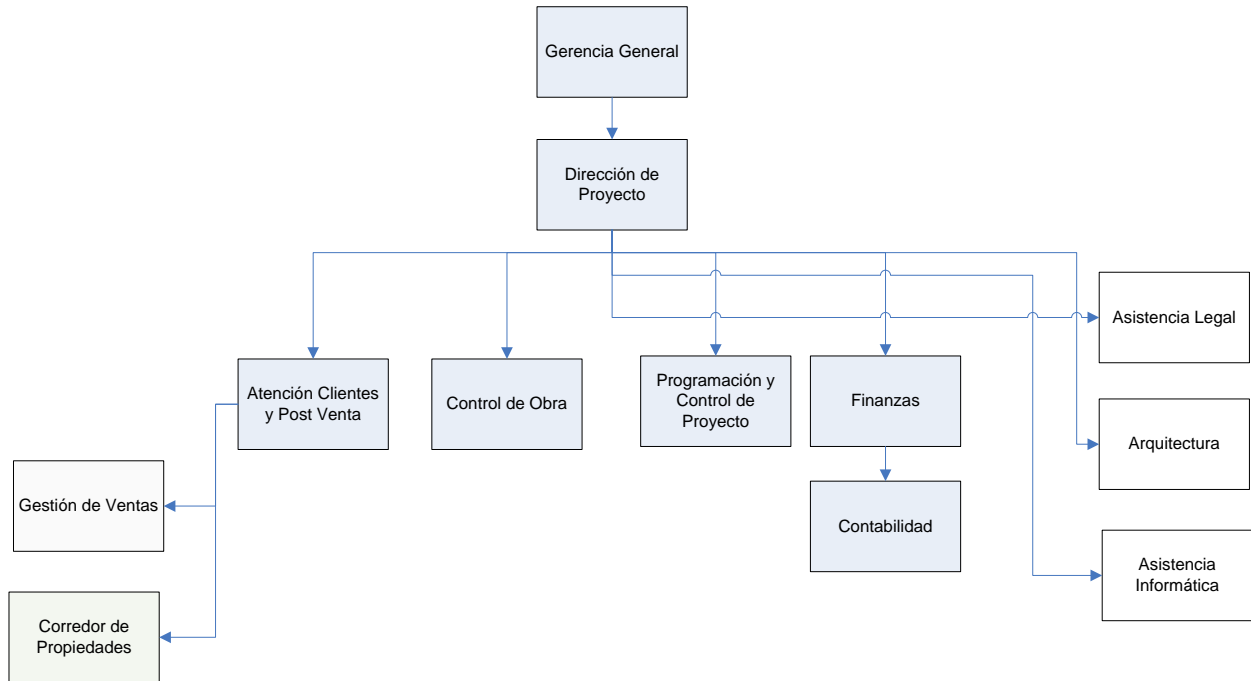 Gerencia General
Dirección de
Proyecto
Asistencia Legal
Atención Clientes
y Post Venta
Control de Obra
Programación y
Control de
Proyecto
Finanzas
Arquitectura
Gestión de Ventas
Contabilidad
Asistencia
Informática
Corredor de
Propiedades